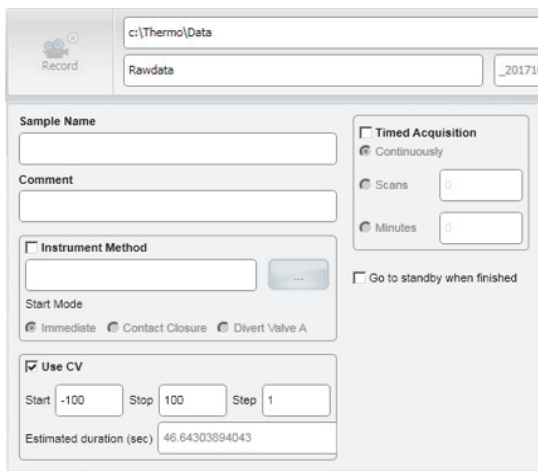 c:\Thermo\Data
Record
Rawdata
_20171
Sample Name
Comment
Instrument Method
...
Start Mode
Immediate Contact Closure Divert Valve A
Use CV
Start -100 Stop 100 Step 1
Estimated duration (sec) 46.64303894043
Timed Acquisition
Continuously
Scans 0
Minutes 0
Go to standby when finished